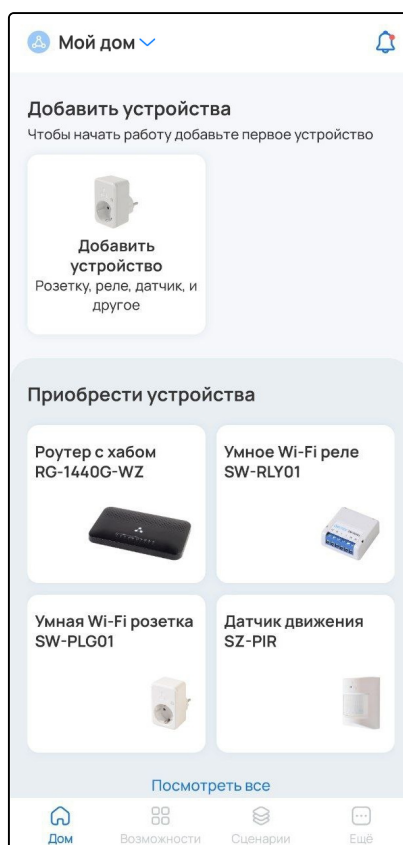 Мой дом
Добавить устройства
Чтобы начать работу добавьте первое устройство
Добавить
устройство
Розетку, реле, датчик, и
другое
Приобрести устройства
Роутер с хабом
RG-1440G-WZ
Умное Wi-Fi реле
SW-RLY01
Умная Wi-Fi розетка
SW-PLG01
Датчик движения
SZ-PIR
Посмотреть все
Дом
Возможности
Сценарии
Ещё